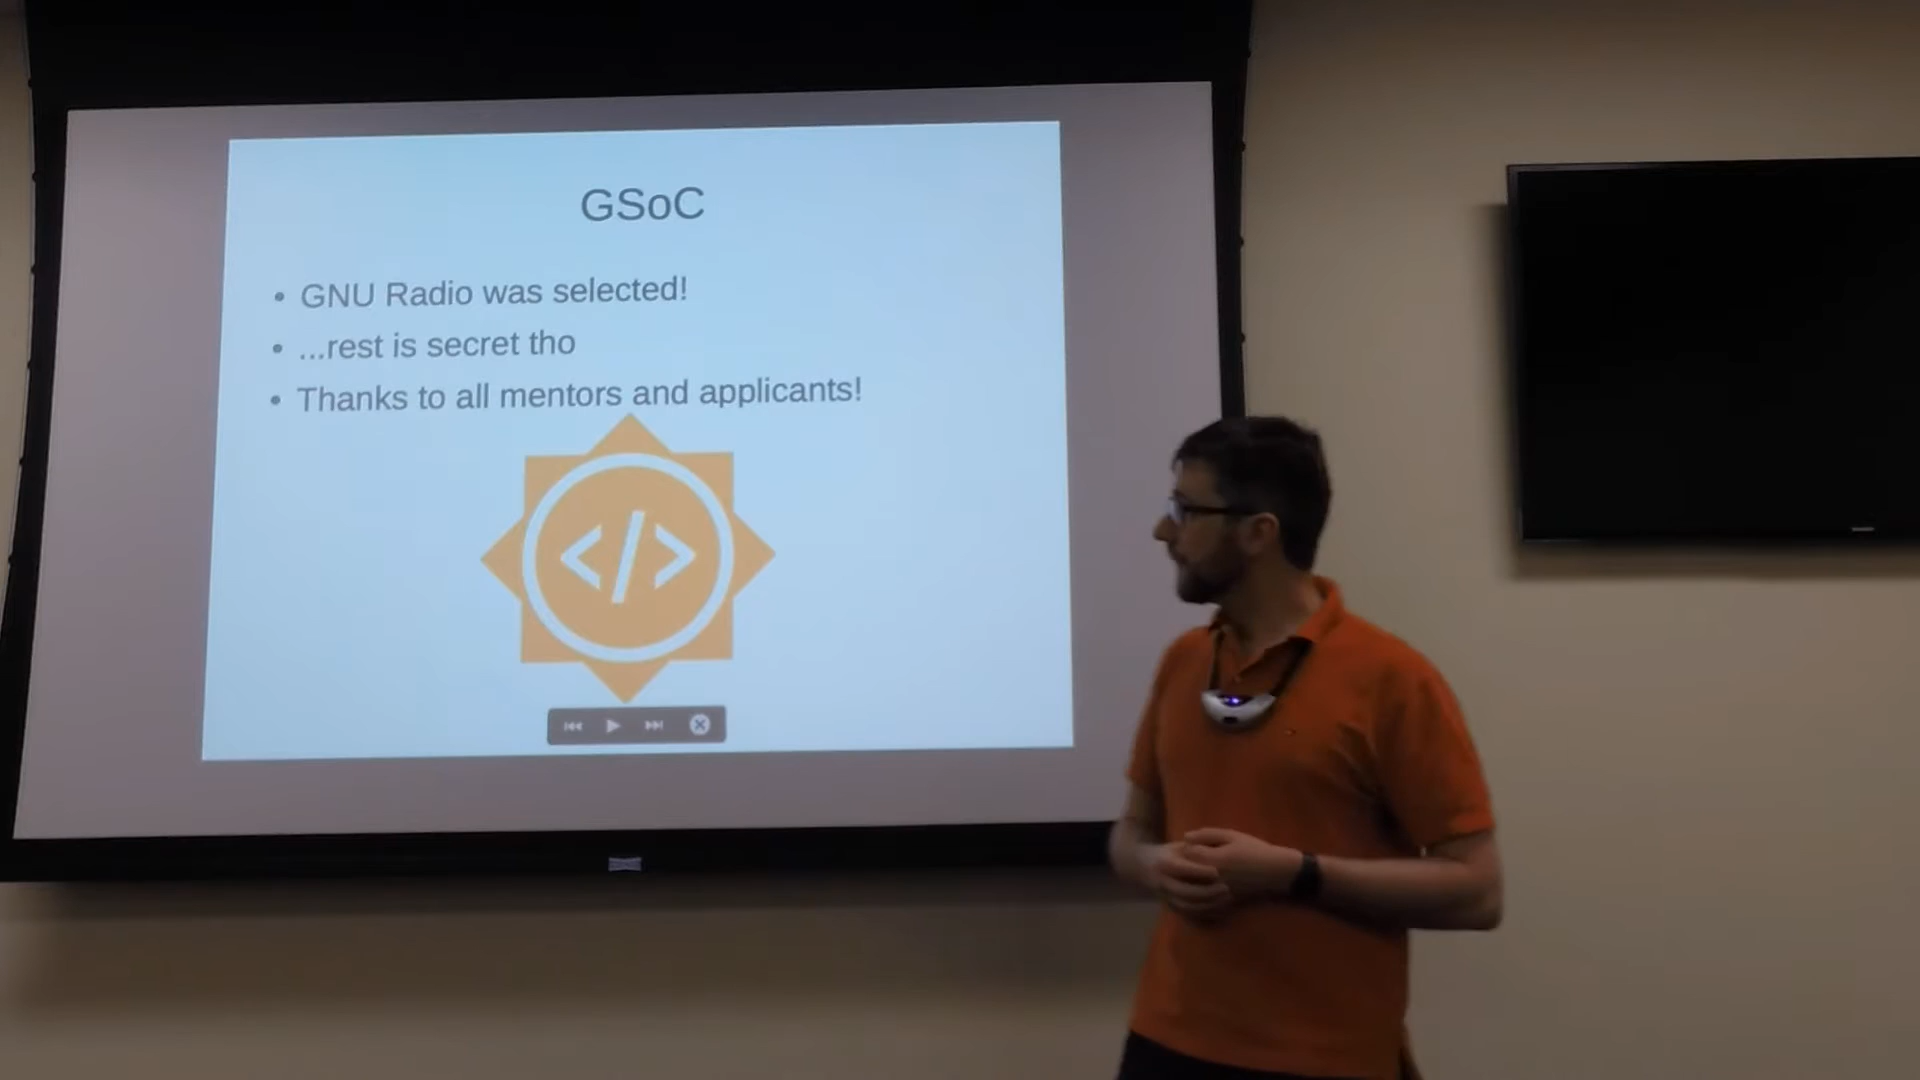 GSoC
• GNU Radio was selected!
• ...rest is secret tho
• Thanks to all mentors and applicants!
</>